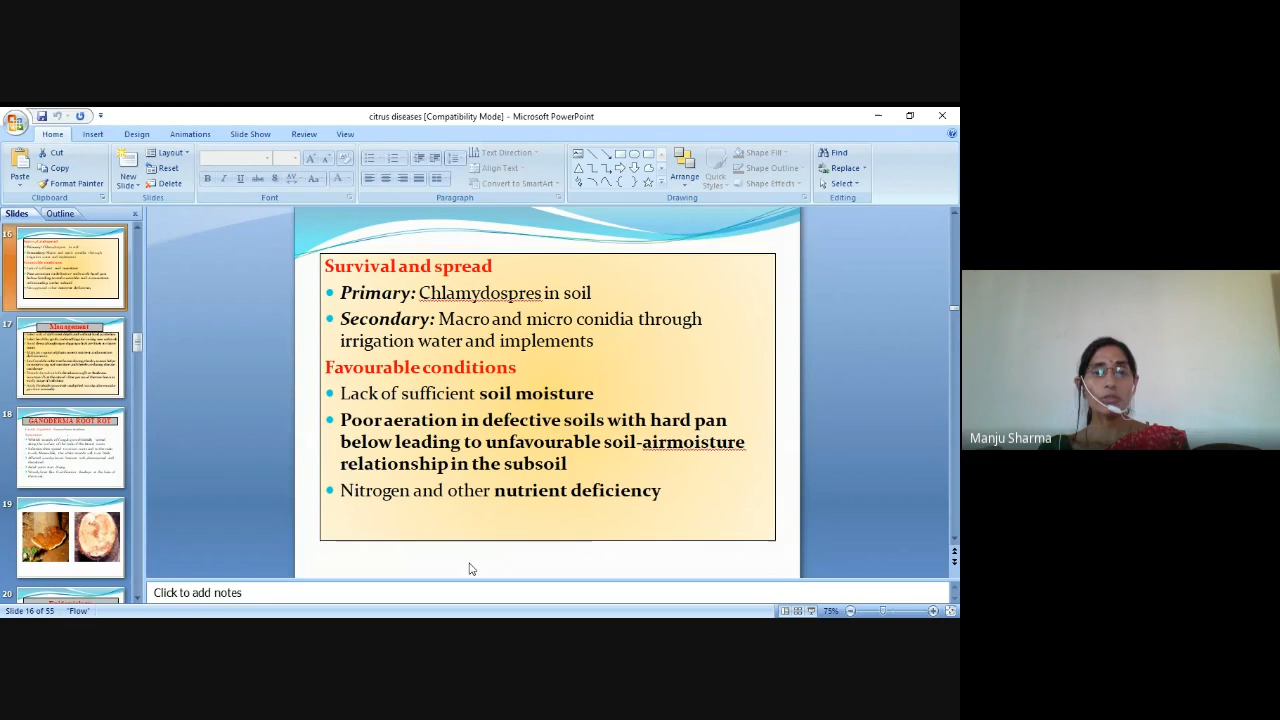 citrus diseases [Compatibility Mode] - Microsoft PowerPoint
Home Insert Design Animations Slide Show Review View
Paste Cut Copy Format Painter
Clipboard
New Slide Layout Reset Delete
Slides
B I U abc S AV Aa A
Font
Text Direction Align Text Convert to SmartArt
Paragraph
Arrange Quick Styles Shape Fill Shape Outline Shape Effects
Drawing
Find Replace Select
Editing
Slides Outline
16
17
Management
18
GANODERMA ROOT ROT
19
20
Survival and spread
Primary: Chlamydospres in soil
Secondary: Macro and micro conidia through
irrigation water and implements
Favourable conditions
Lack of sufficient soil moisture
Poor aeration in defective soils with hard pan
below leading to unfavourable soil-airmoisture
relationship in the subsoil
Nitrogen and other nutrient deficiency
Click to add notes
Slide 16 of 55 "Flow" 75%
Manju Sharma